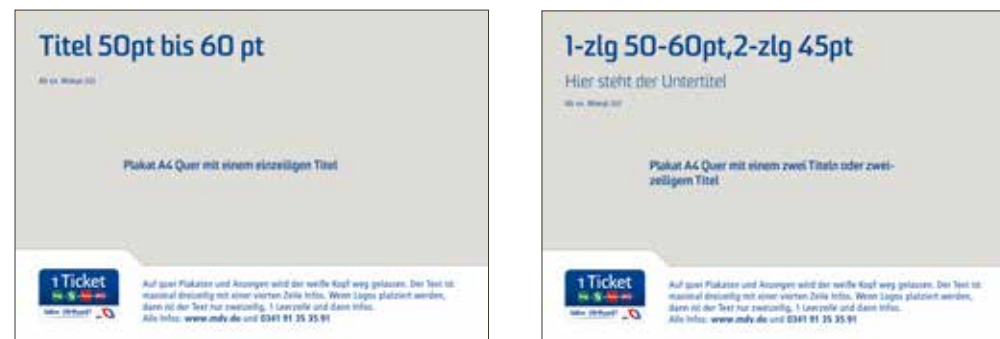 Titel 50pt bis 60 pt
Plakat A4 Quer mit einem einzeiligen Titel
1 Ticket
Auf quer Plakaten und Anzeigen wird der weiße Kopf weg gelassen. Der Text ist
maximal dreizeilig mit einer vierten Zeile Infos. Wenn Logos platziert werden,
dann ist der Text nur zweizeilig, 1 Leerzeile und dann Infos.
Alle Infos: www.mdv.de und 0341 91 35 35 91
1-zlg 50-60pt,2-zlg 45pt
Hier steht der Untertitel
Plakat A4 Quer mit einem zwei Titeln oder zwei-
zeiligem Titel
1 Ticket
Auf quer Plakaten und Anzeigen wird der weiße Kopf weg gelassen. Der Text ist
maximal dreizeilig mit einer vierten Zeile Infos. Wenn Logos platziert werden,
dann ist der Text nur zweizeilig, 1 Leerzeile und dann Infos.
Alle Infos: www.mdv.de und 0341 91 35 35 91